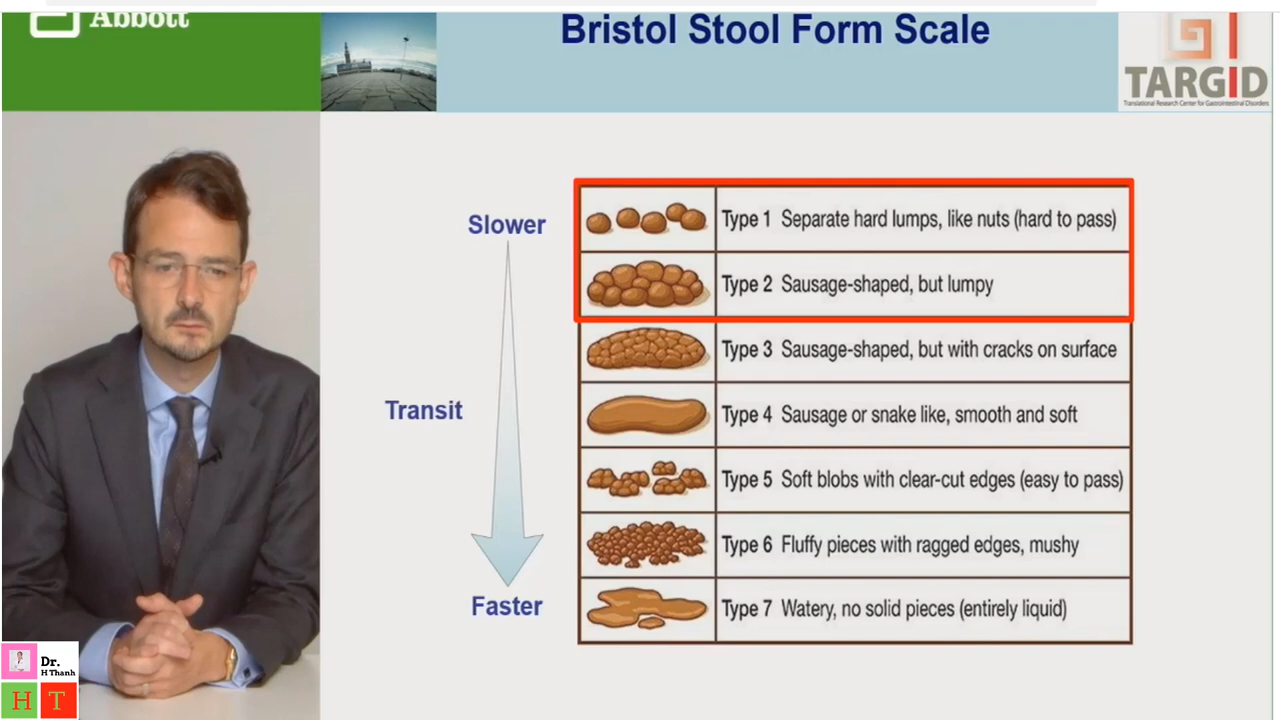 Abbott
Bristol Stool Form Scale
TARGID
Translational Research Center for Gastrointestinal Disorders
Slower
Transit
Faster
Type 1 Separate hard lumps, like nuts (hard to pass)
Type 2 Sausage-shaped, but lumpy
Type 3 Sausage-shaped, but with cracks on surface
Type 4 Sausage or snake like, smooth and soft
Type 5 Soft blobs with clear-cut edges (easy to pass)
Type 6 Fluffy pieces with ragged edges, mushy
Type 7 Watery, no solid pieces (entirely liquid)
Dr.
H Thanh
H T